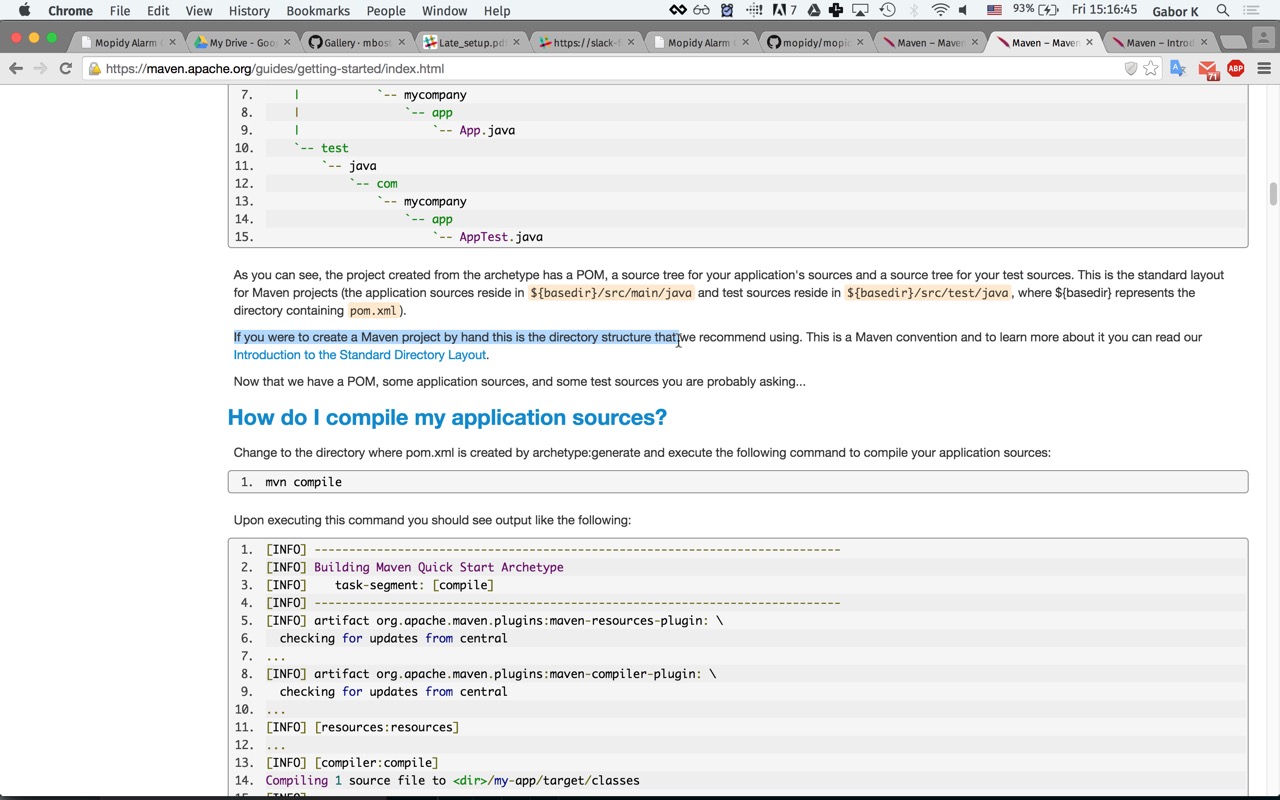 Chrome File Edit View History Bookmarks People Window Help 7 93% Fri 15:16:45 Gabor K
Mopidy Alarm My Drive - Goo Gallery · mbost Late_setup.pd https://slack- Mopidy Alarm mopidy/mopi Maven – Maven Maven – Maven Maven – Introd
https://maven.apache.org/guides/getting-started/index.html 71 ABP
7. | `-- mycompany
8. | `-- app
9. | `-- App.java
10. `-- test
11. `-- java
12. `-- com
13. `-- mycompany
14. `-- app
15. `-- AppTest.java
As you can see, the project created from the archetype has a POM, a source tree for your application's sources and a source tree for your test sources. This is the standard layout
for Maven projects (the application sources reside in ${basedir}/src/main/java and test sources reside in ${basedir}/src/test/java, where ${basedir} represents the
directory containing pom.xml).
If you were to create a Maven project by hand this is the directory structure that we recommend using. This is a Maven convention and to learn more about it you can read our
Introduction to the Standard Directory Layout.
Now that we have a POM, some application sources, and some test sources you are probably asking...
How do I compile my application sources?
Change to the directory where pom.xml is created by archetype:generate and execute the following command to compile your application sources:
1. mvn compile
Upon executing this command you should see output like the following:
1. [INFO] ----------------------------------------------------------------------------
2. [INFO] Building Maven Quick Start Archetype
3. [INFO] task-segment: [compile]
4. [INFO] ----------------------------------------------------------------------------
5. [INFO] artifact org.apache.maven.plugins:maven-resources-plugin: \
6. checking for updates from central
7. ...
8. [INFO] artifact org.apache.maven.plugins:maven-compiler-plugin: \
9. checking for updates from central
10. ...
11. [INFO] [resources:resources]
12. ...
13. [INFO] [compiler:compile]
14. Compiling 1 source file to <dir>/my-app/target/classes